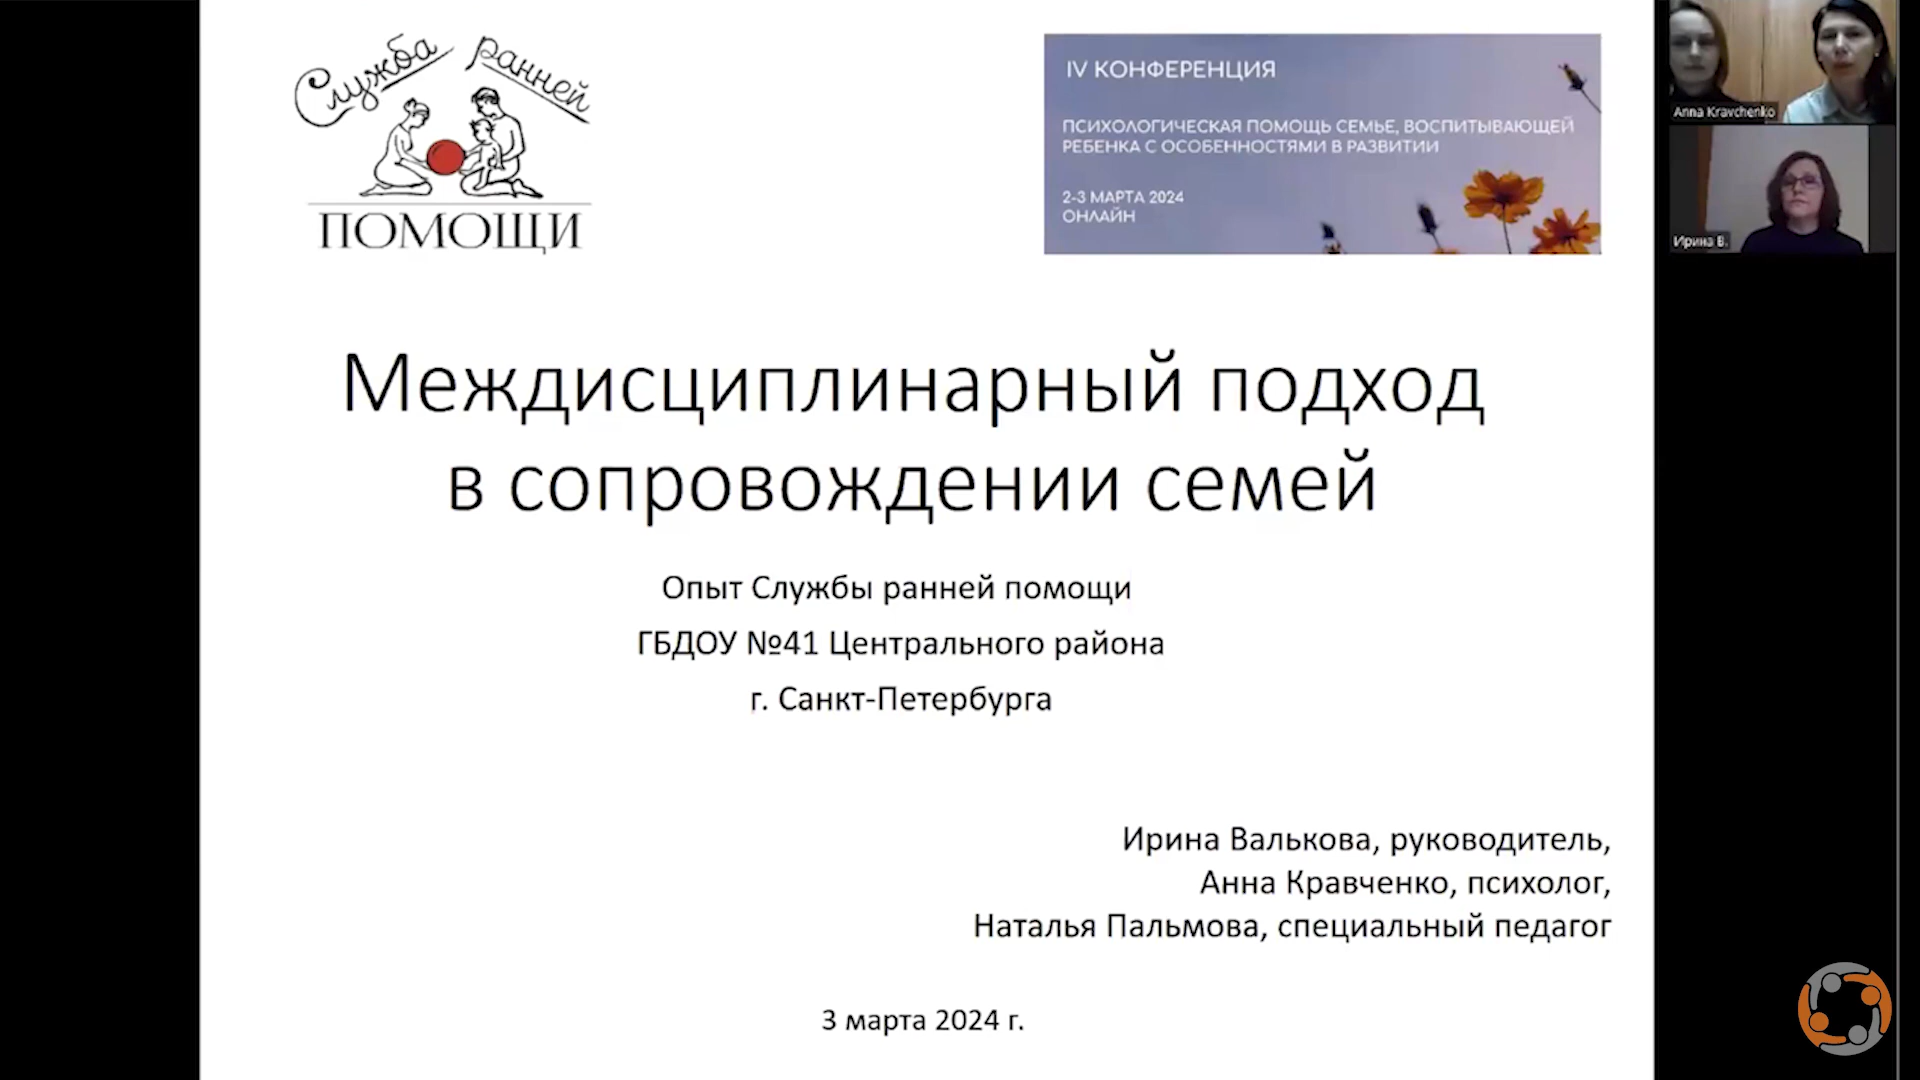 Служба ранней
ПОМОЩИ
IV КОНФЕРЕНЦИЯ
ПСИХОЛОГИЧЕСКАЯ ПОМОЩЬ СЕМЬЕ, ВОСПИТЫВАЮЩЕЙ
РЕБЕНКА С ОСОБЕННОСТЯМИ В РАЗВИТИИ
2-3 МАРТА 2024
ОНЛАЙН
Anna Kravchenko
Ирина В.
Междисциплинарный подход
в сопровождении семей
Опыт Службы ранней помощи
ГБДОУ №41 Центрального района
г. Санкт-Петербурга
Ирина Валькова, руководитель,
Анна Кравченко, психолог,
Наталья Пальмова, специальный педагог
3 марта 2024 г.